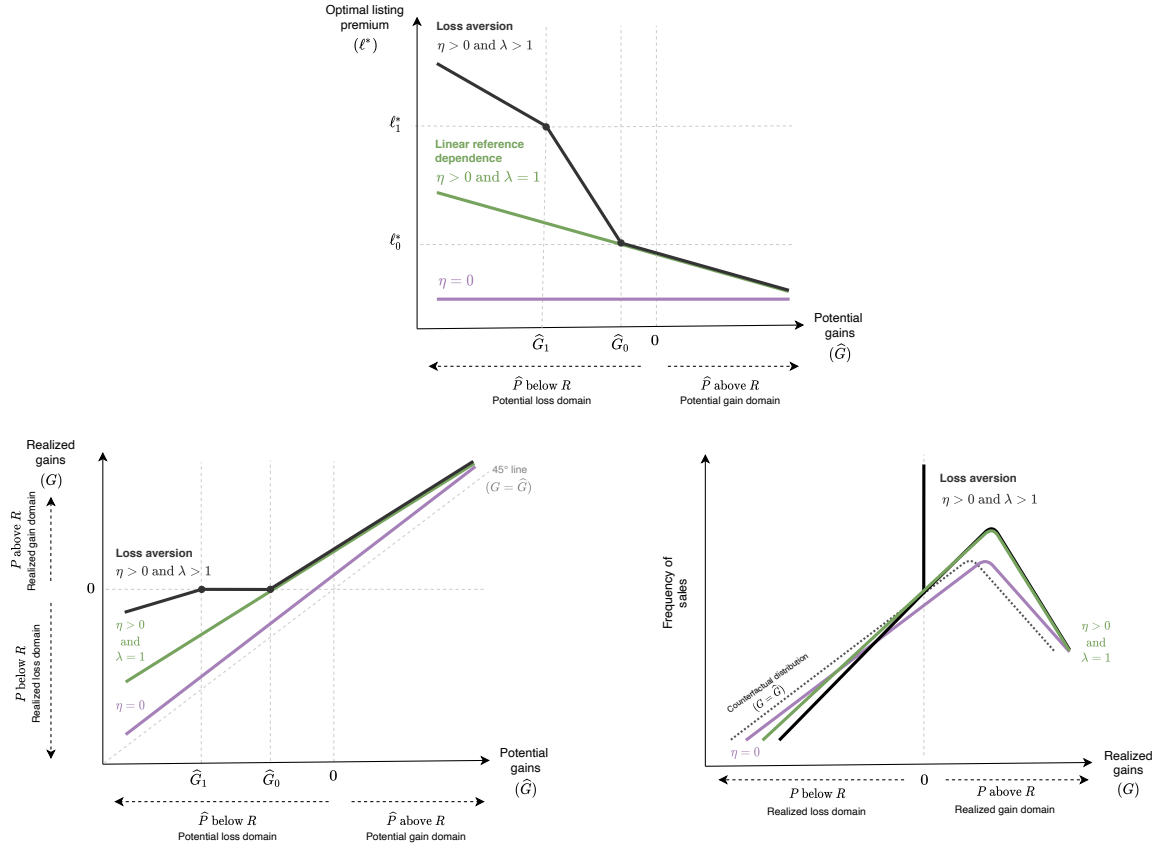 Optimal listing
premium
(ℓ*)
Loss aversion
η > 0 and λ > 1
ℓ₁*
Linear reference
dependence
η > 0 and λ = 1
ℓ₀*
η = 0
Potential
gains
(Ĝ)
Ĝ₁
Ĝ₀
0
P̂ below R
Potential loss domain
P̂ above R
Potential gain domain
Realized
gains
(G)
P above R
Realized gain domain
P below R
Realized loss domain
45° line
(G = Ĝ)
Loss aversion
η > 0 and λ > 1
0
η > 0
and
λ = 1
η = 0
Ĝ₁
Ĝ₀
0
Potential
gains
(Ĝ)
P̂ below R
Potential loss domain
P̂ above R
Potential gain domain
Frequency of
sales
Loss aversion
η > 0 and λ > 1
η > 0
and
λ = 1
Counterfactual distribution
(G = Ĝ)
η = 0
0
Realized
gains
(G)
P below R
Realized loss domain
P above R
Realized gain domain